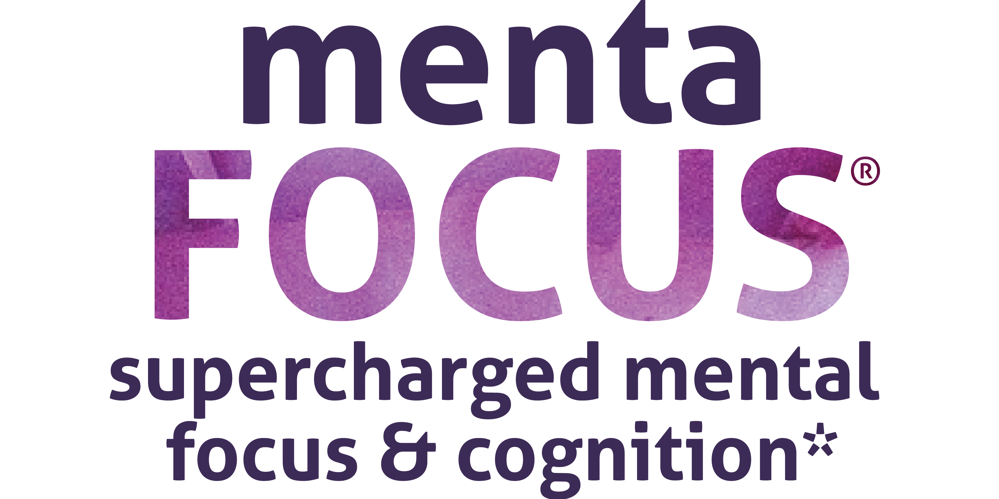 menta
FOCUS®
supercharged mental
focus & cognition*